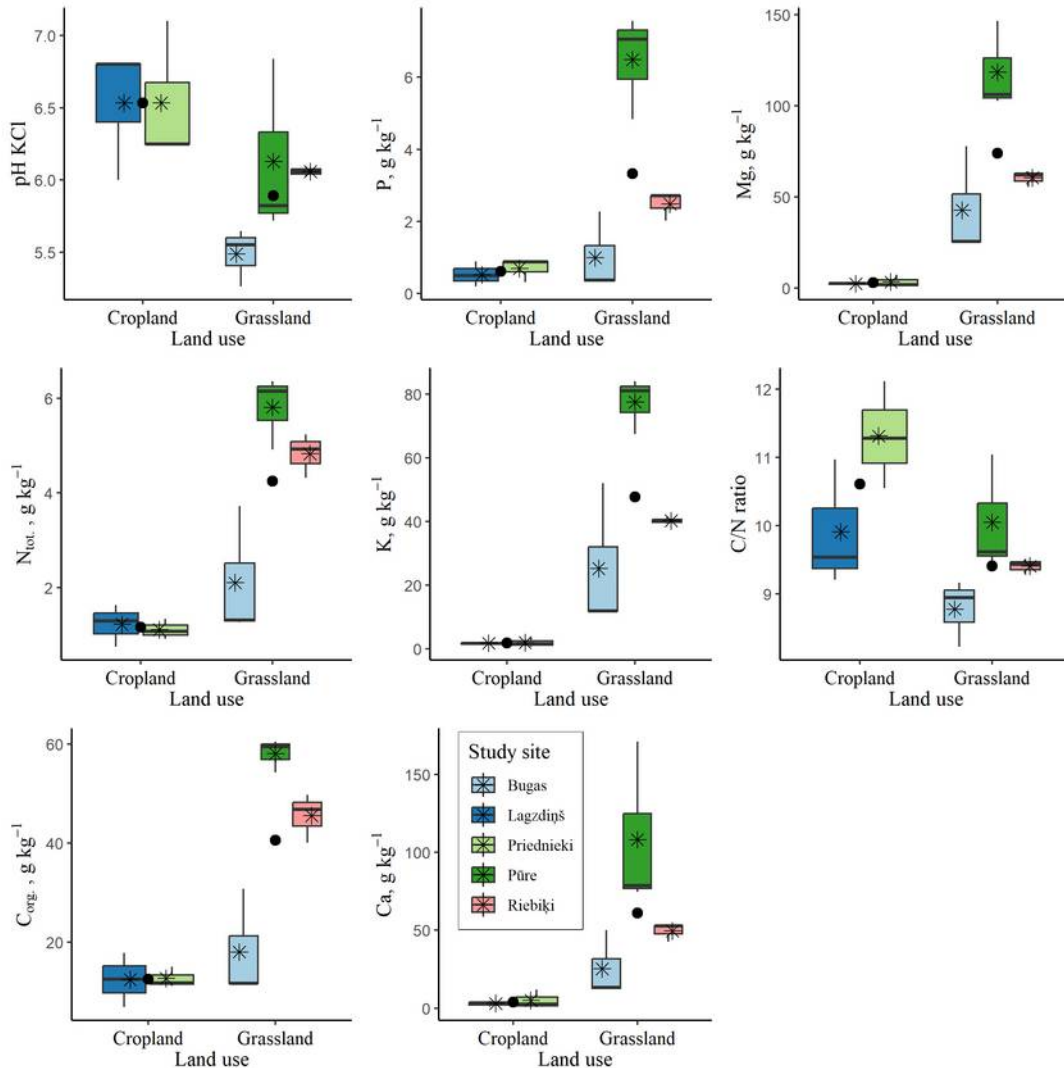 pH KCl
7.0
6.5
6.0
5.5
Cropland Grassland
Land use
P, g kg⁻¹
6
4
2
0
Cropland Grassland
Land use
Mg, g kg⁻¹
150
100
50
0
Cropland Grassland
Land use
Ntot. , g kg⁻¹
6
4
2
Cropland Grassland
Land use
K, g kg⁻¹
80
60
40
20
0
Cropland Grassland
Land use
C/N ratio
12
11
10
9
Cropland Grassland
Land use
Corg. , g kg⁻¹
60
40
20
Cropland Grassland
Land use
Ca, g kg⁻¹
150
100
50
0
Study site
Bugas
Lagzdiņš
Priednieki
Pūre
Riebiķi
Cropland Grassland
Land use